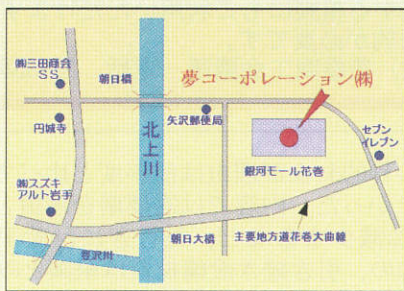 ㈱三田商会
SS
朝日橋
夢コーポレーション㈱
円城寺
矢沢郵便局
北上川
セブン
イレブン
銀河モール花巻
㈱スズキ
アルト岩手
豊沢川
朝日大橋
主要地方道花巻大曲線